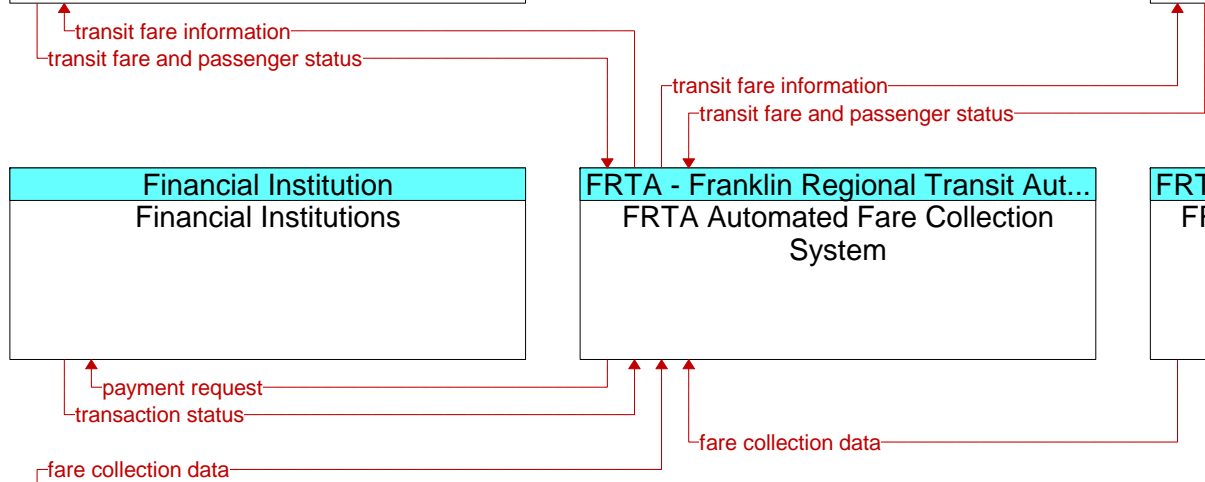 transit fare information
transit fare and passenger status
transit fare information
transit fare and passenger status
Financial Institution
Financial Institutions
FRTA - Franklin Regional Transit Aut...
FRTA Automated Fare Collection
System
FRT
payment request
transaction status
fare collection data
fare collection data